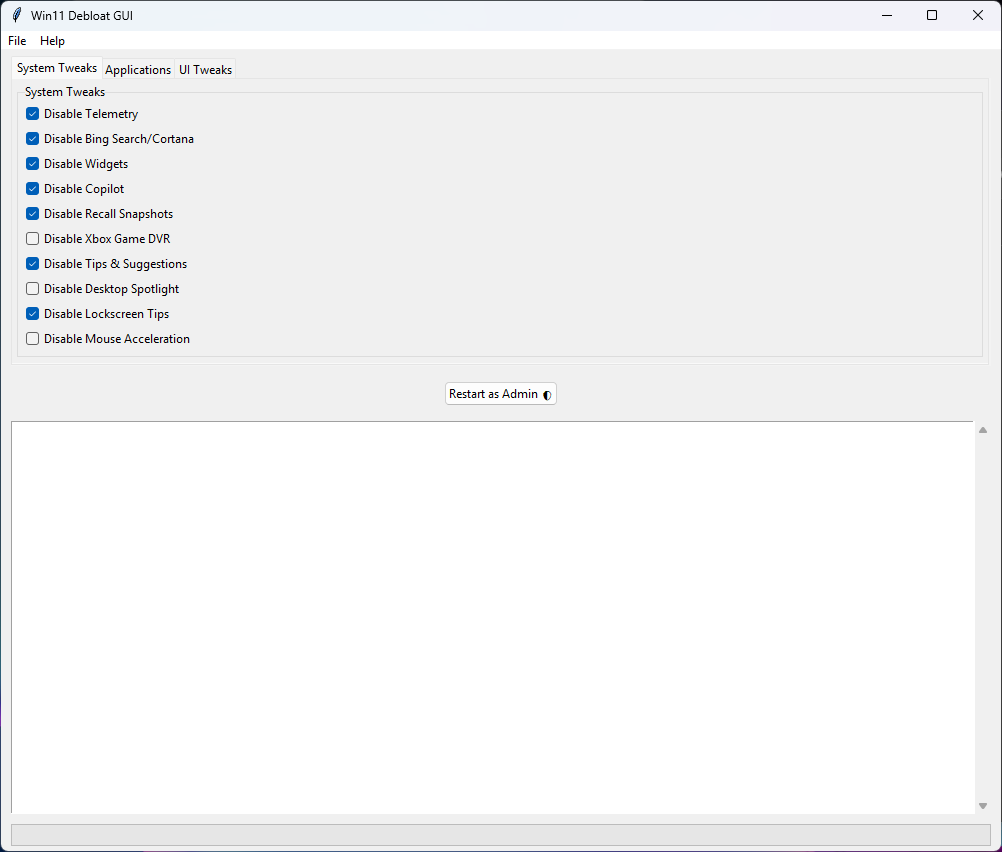 Win11 Debloat GUI
File Help
System Tweaks Applications UI Tweaks
System Tweaks
Disable Telemetry
Disable Bing Search/Cortana
Disable Widgets
Disable Copilot
Disable Recall Snapshots
Disable Xbox Game DVR
Disable Tips & Suggestions
Disable Desktop Spotlight
Disable Lockscreen Tips
Disable Mouse Acceleration
Restart as Admin